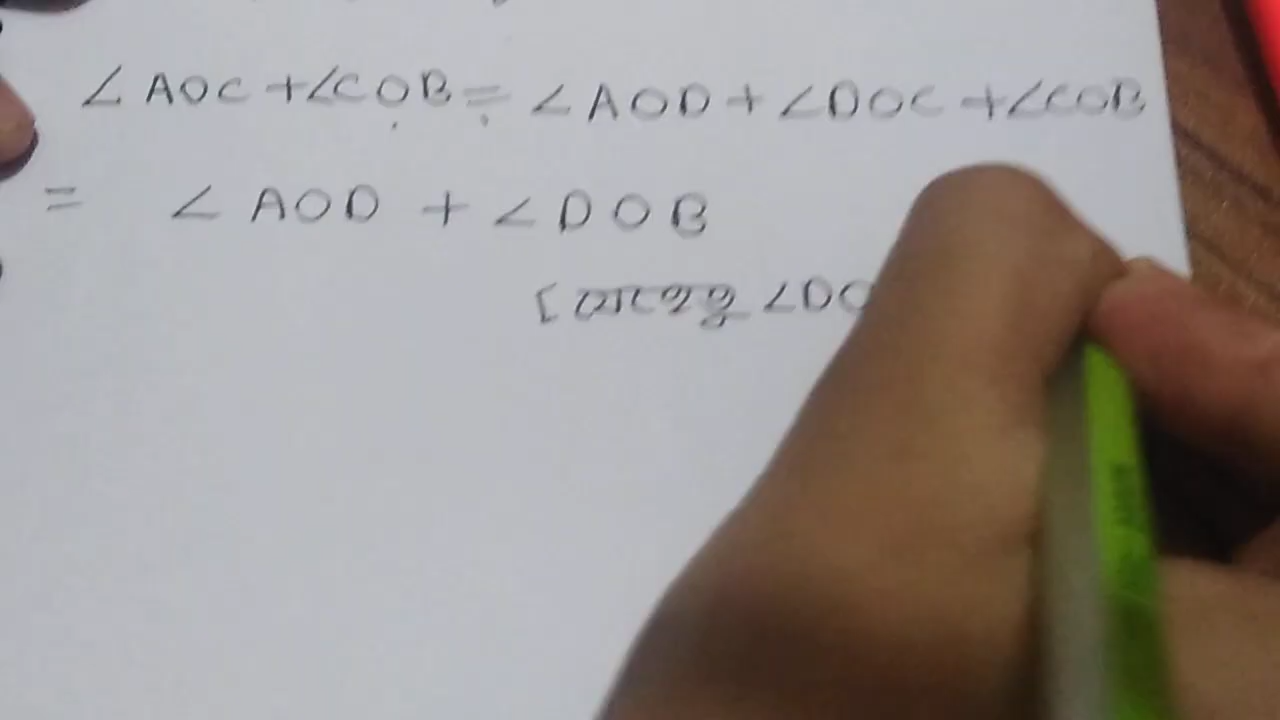 ∠AOC + ∠COB = ∠AOD + ∠DOC + ∠COB
= ∠AOD + ∠DOB
[ ∠DO